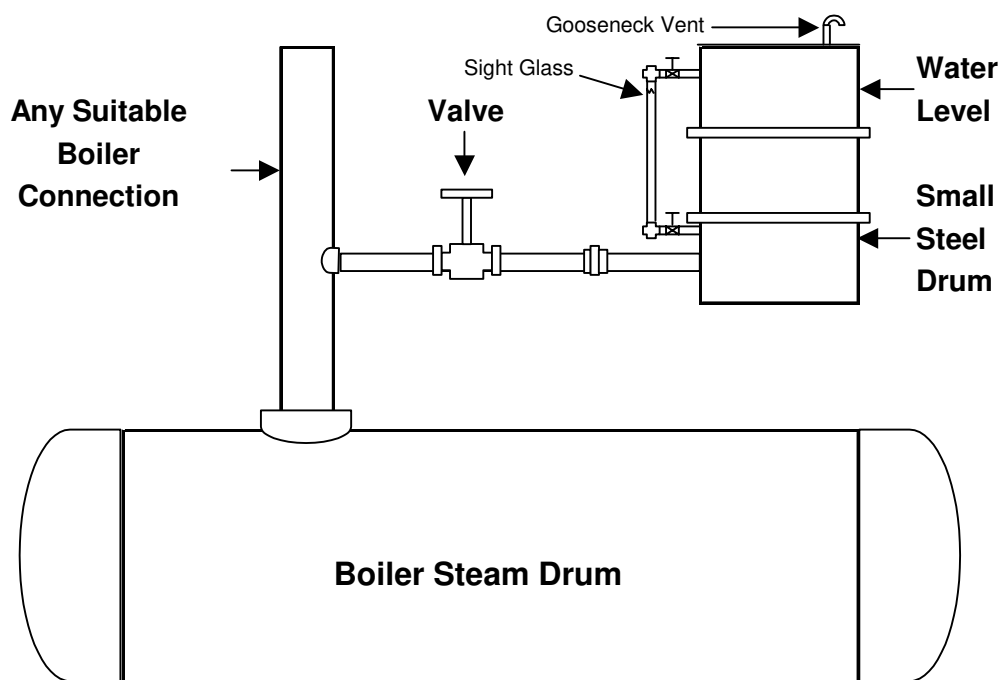 Gooseneck Vent
Sight Glass
Water
Level
Any Suitable
Boiler
Connection
Valve
Small
Steel
Drum
Boiler Steam Drum